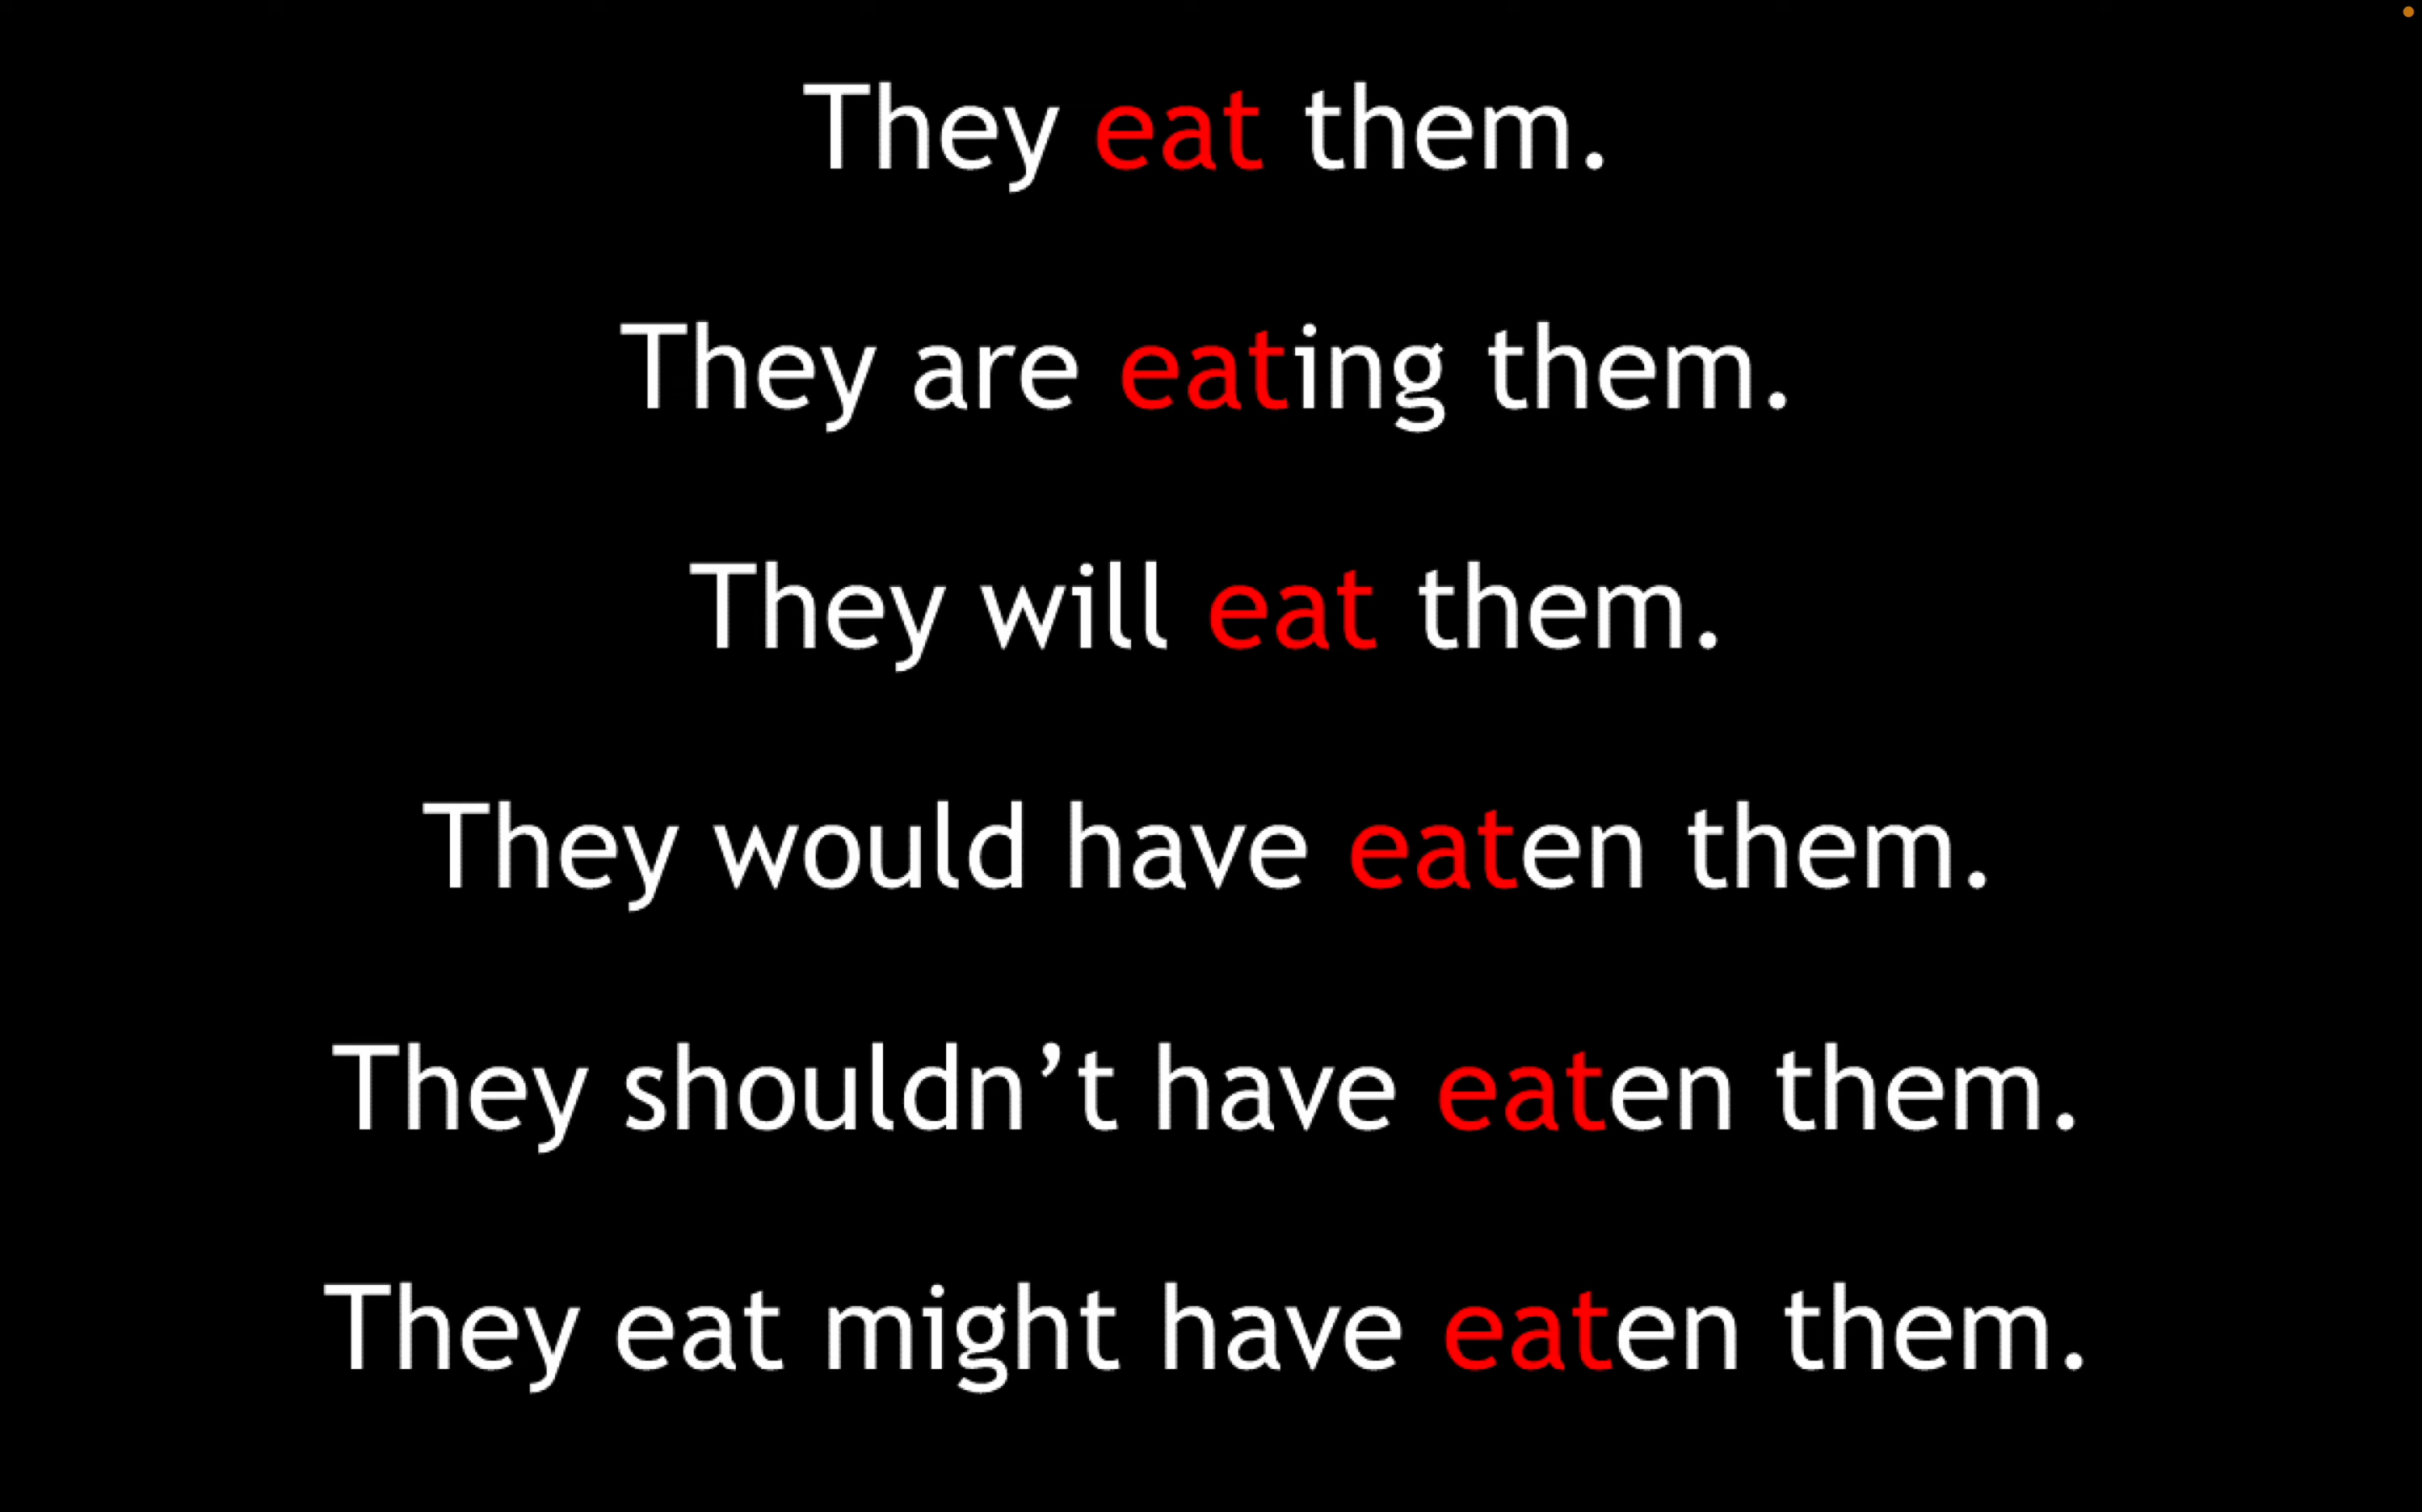 They eat them.
They are eating them.
They will eat them.
They would have eaten them.
They shouldn’t have eaten them.
They eat might have eaten them.